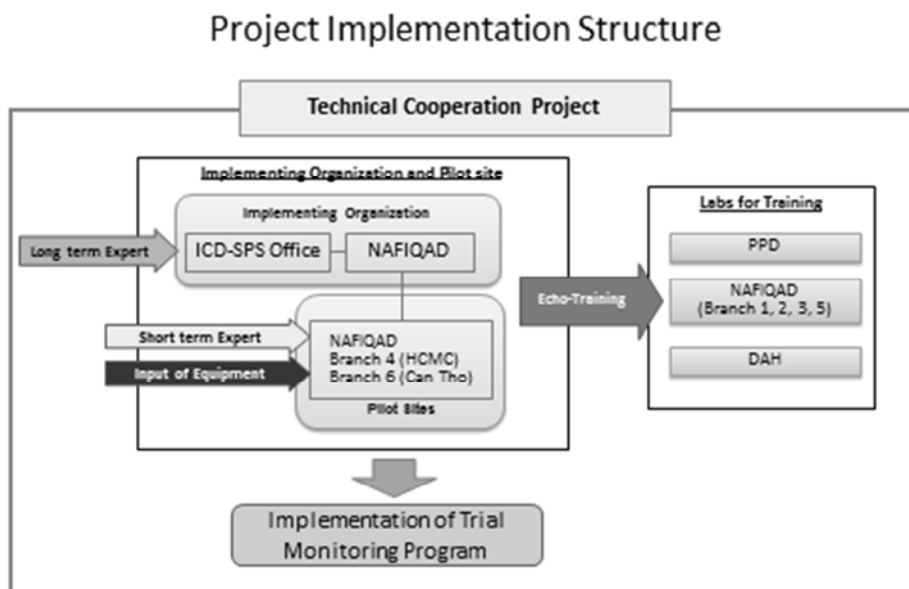 Project Implementation Structure
Technical Cooperation Project
Implementing Organization and Pilot site
Implementing Organization
Long term Expert
ICD-SPS Office
NAFIQAD
Short term Expert
Input of Equipment
NAFIQAD
Branch 4 (HCMC)
Branch 6 (Can Tho)
Pilot Sites
Echo-Training
Labs for Training
PPD
NAFIQAD
(Branch 1, 2, 3, 5)
DAH
Implementation of Trial
Monitoring Program